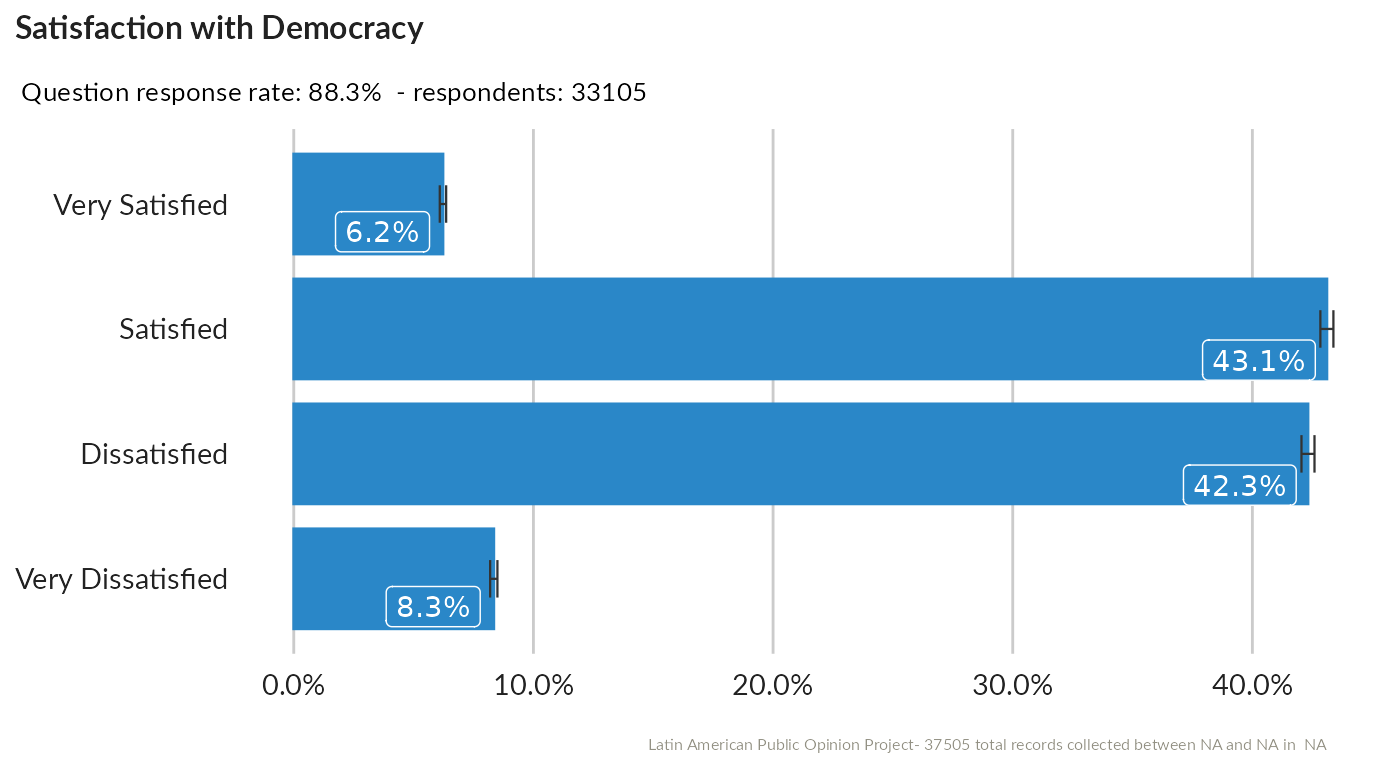 Satisfaction with Democracy
Question response rate: 88.3%  - respondents: 33105
Very Satisfied
6.2%
Satisfied
43.1%
Dissatisfied
42.3%
Very Dissatisfied
8.3%
0.0% 10.0% 20.0% 30.0% 40.0%
Latin American Public Opinion Project- 37505 total records collected between NA and NA in  NA